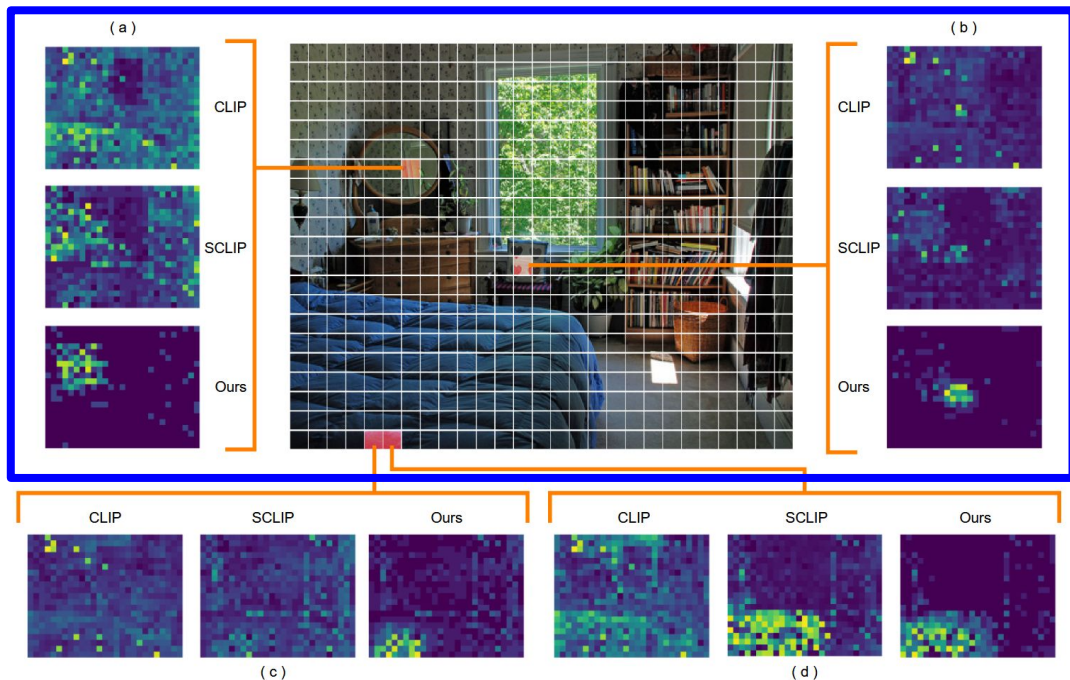 ( a )
( b )
CLIP
CLIP
SCLIP
SCLIP
Ours
Ours
CLIP
SCLIP
Ours
CLIP
SCLIP
Ours
( c )
( d )